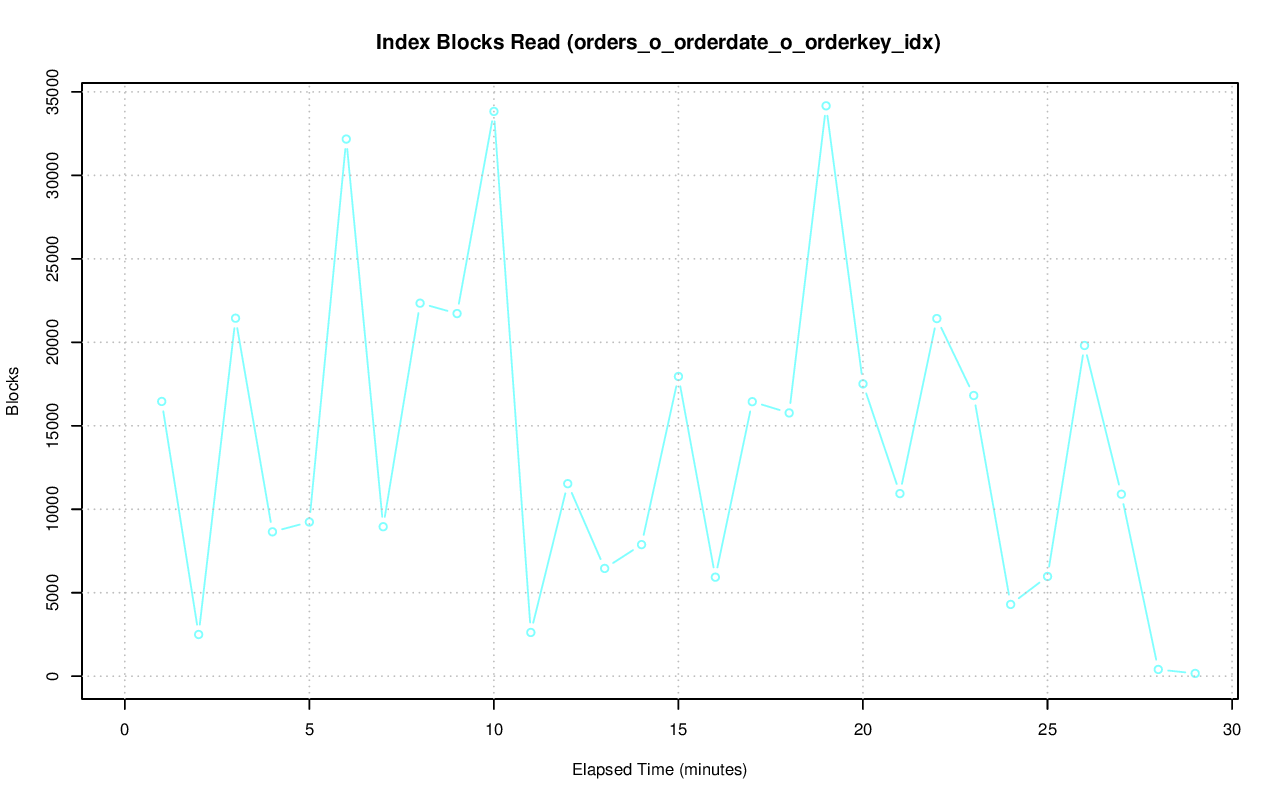 Index Blocks Read (orders_o_orderdate_o_orderkey_idx)
35000
30000
25000
20000
15000
10000
5000
0
Blocks
0 5 10 15 20 25 30
Elapsed Time (minutes)